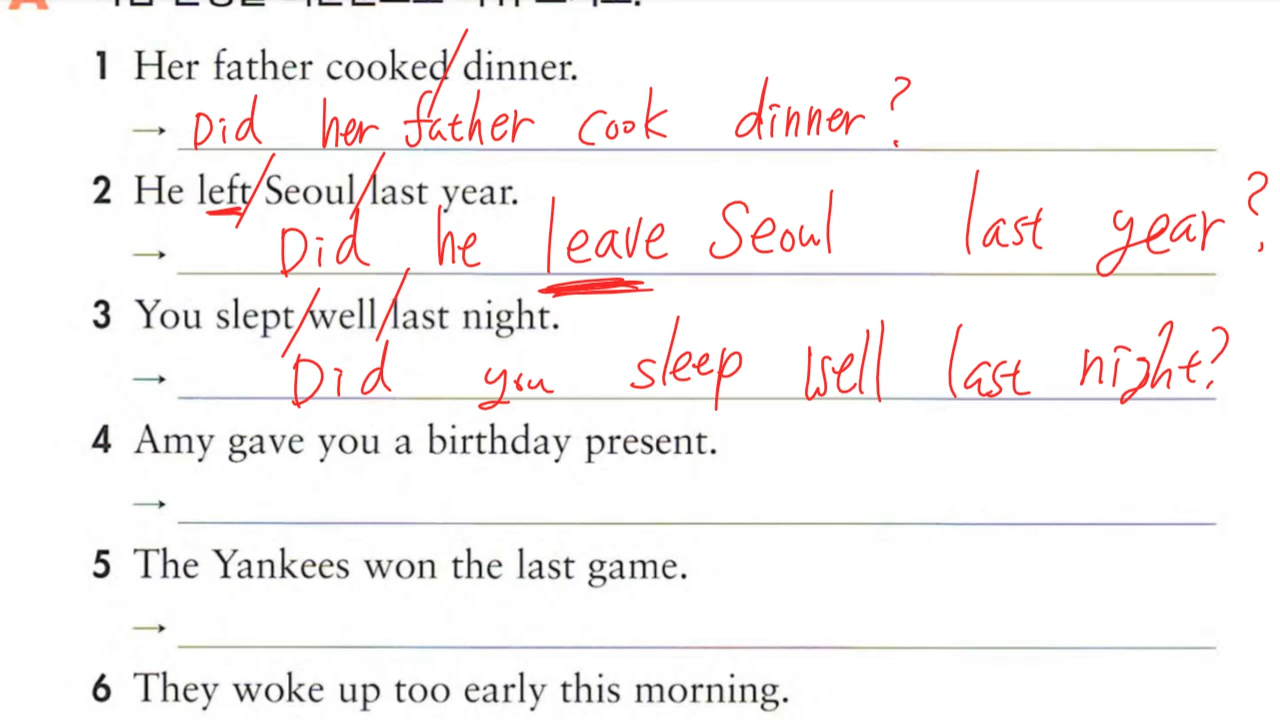 1 Her father cooked dinner.
→ Did her father cook dinner?
2 He left Seoul last year.
→ Did he leave Seoul last year?
3 You slept well last night.
→ Did you sleep well last night?
4 Amy gave you a birthday present.
→
5 The Yankees won the last game.
→
6 They woke up too early this morning.